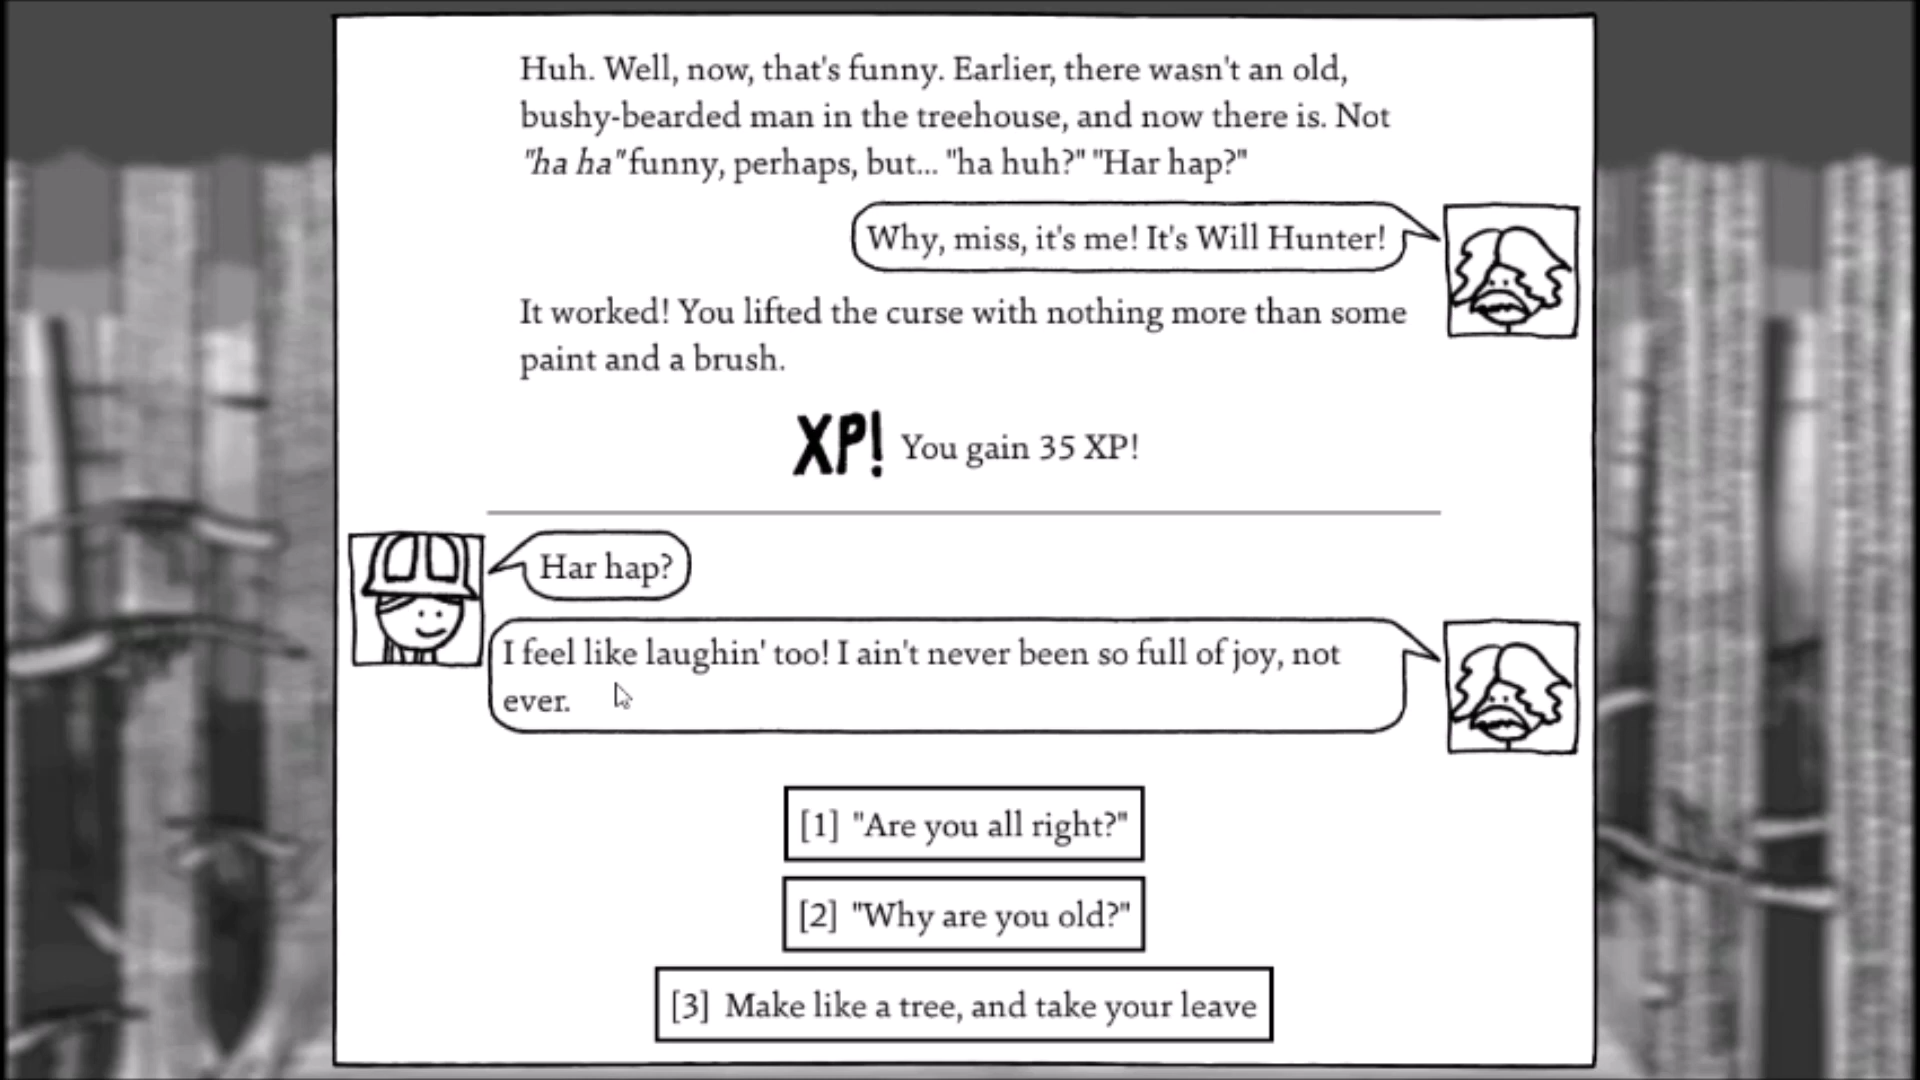 Huh. Well, now, that's funny. Earlier, there wasn't an old,
bushy-bearded man in the treehouse, and now there is. Not
"ha ha" funny, perhaps, but... "ha huh?" "Har hap?"
Why, miss, it's me! It's Will Hunter!
It worked! You lifted the curse with nothing more than some
paint and a brush.
XP! You gain 35 XP!
Har hap?
I feel like laughin' too! I ain't never been so full of joy, not
ever.
[1] "Are you all right?"
[2] "Why are you old?"
[3] Make like a tree, and take your leave